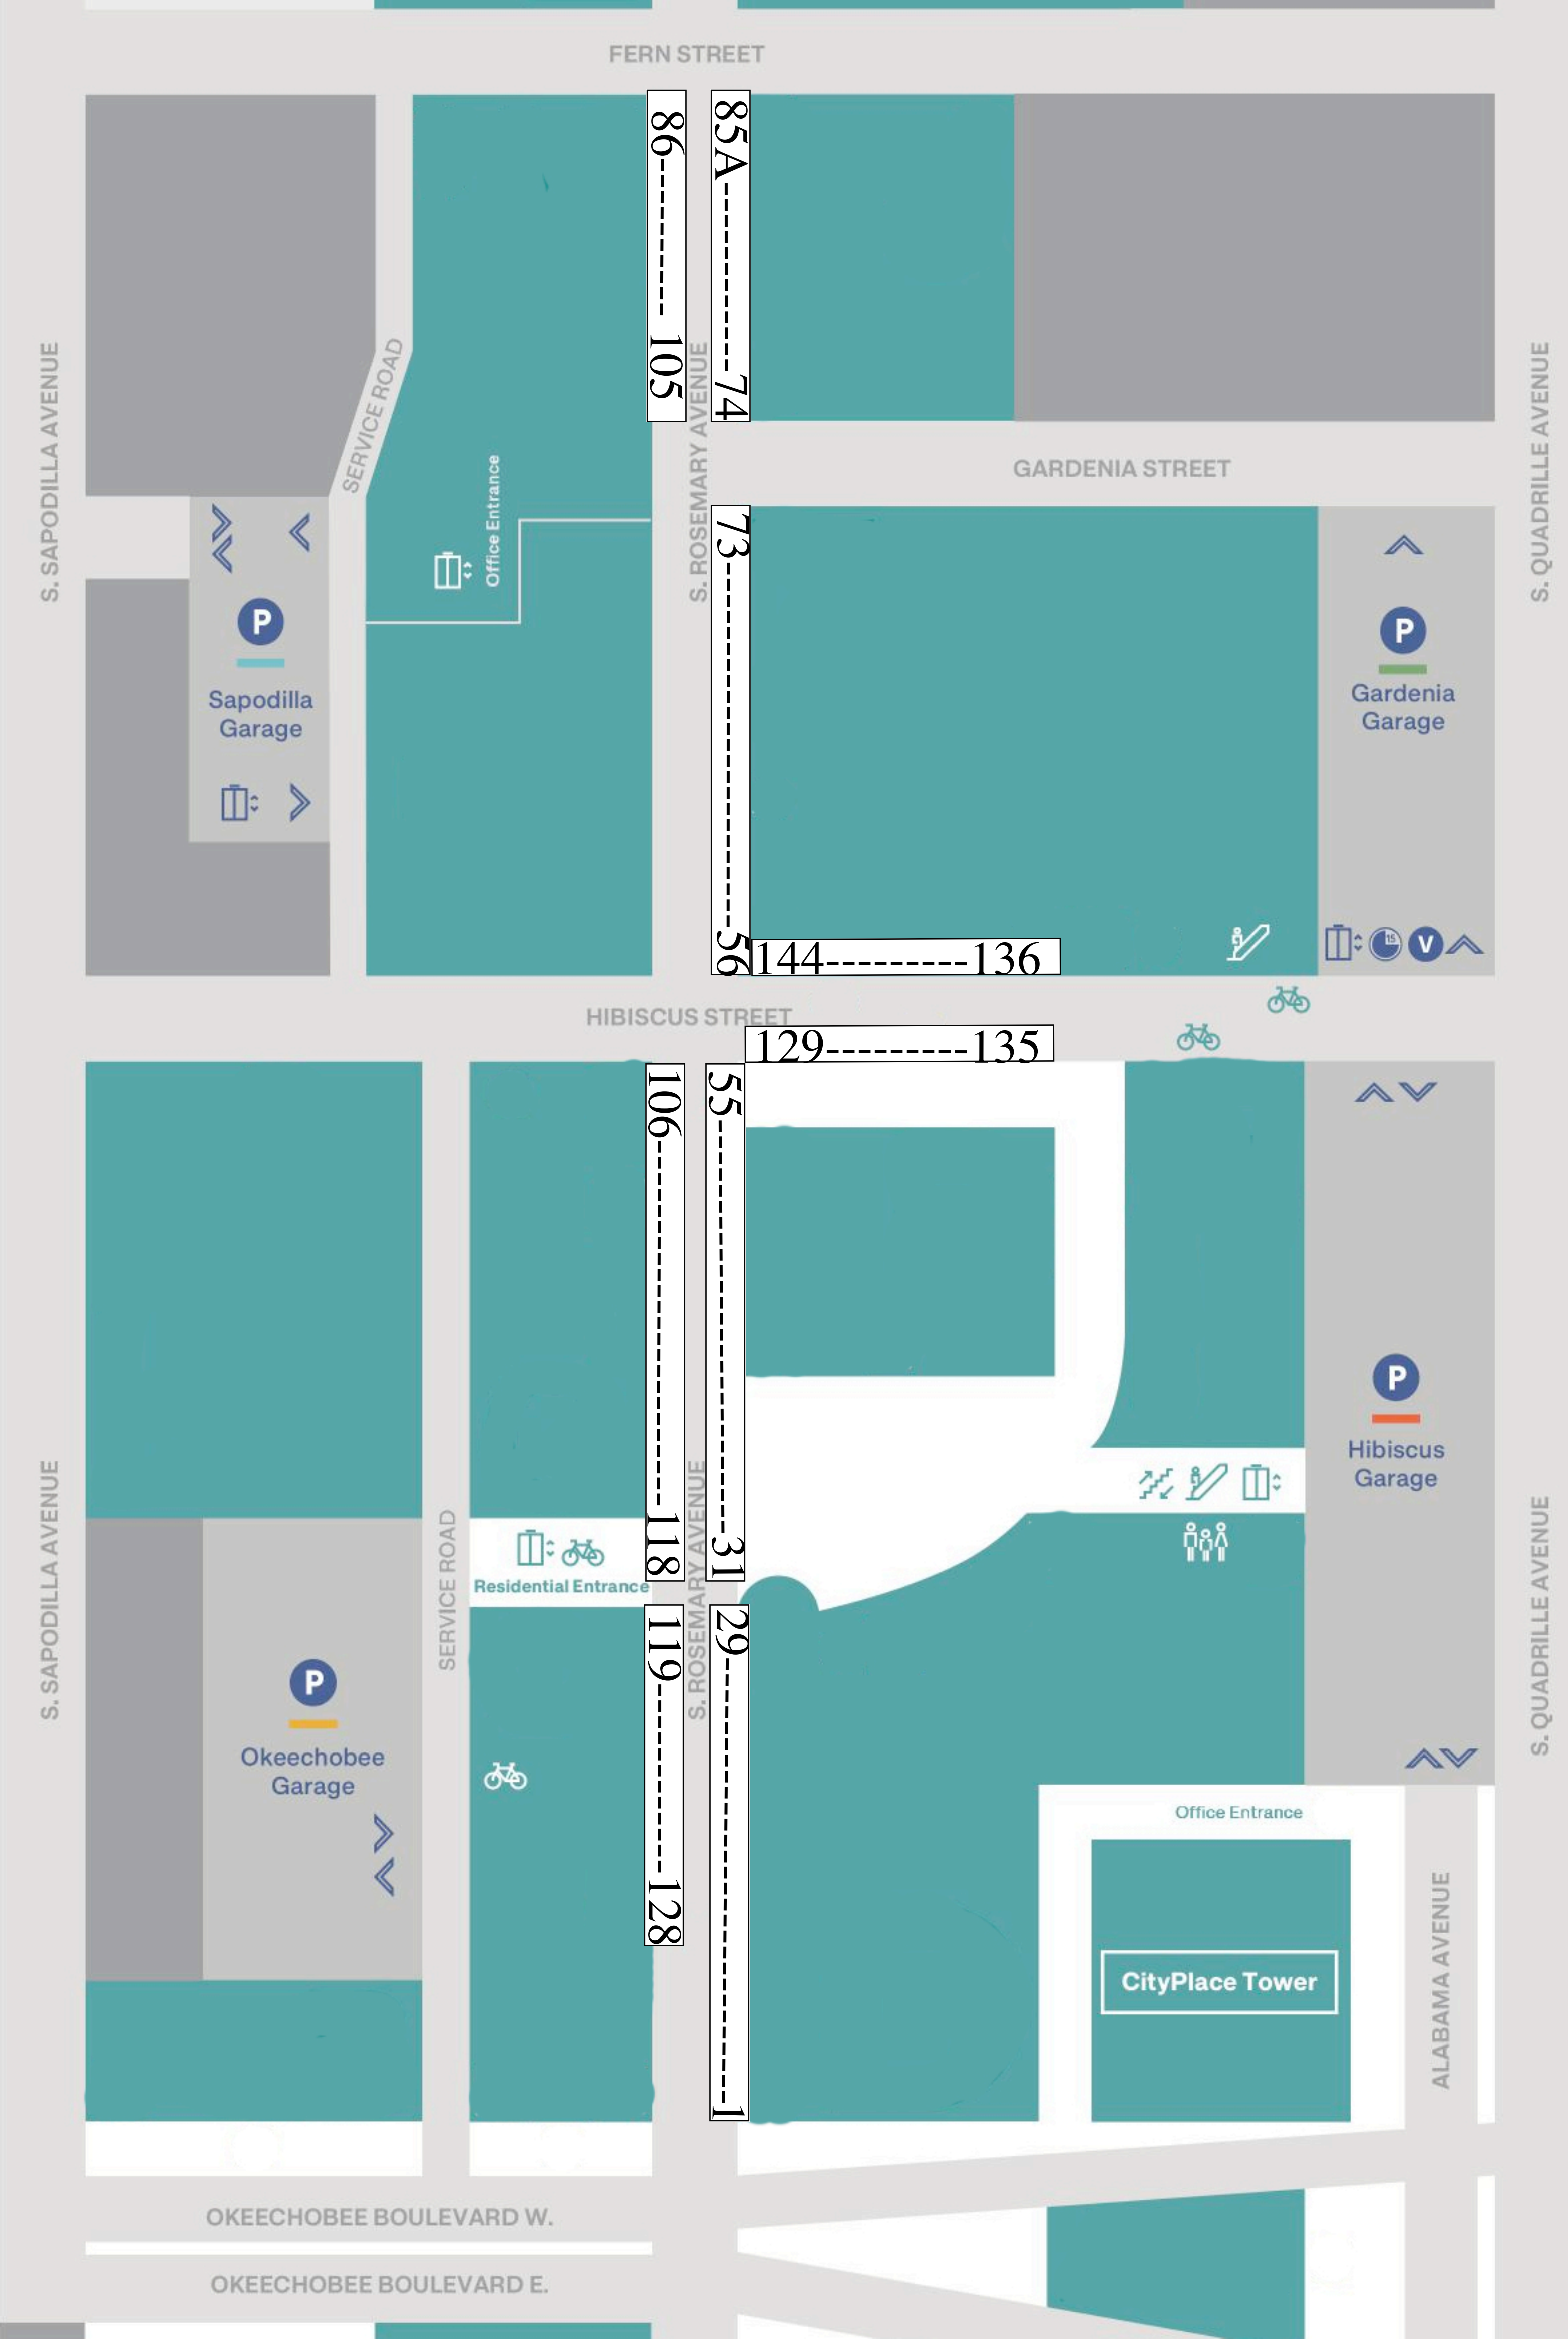 FERN STREET
86---------- 105
85A ------------74
S. SAPODILLA AVENUE
SERVICE ROAD
S. ROSEMARY AVENUE
GARDENIA STREET
S. QUADRILLE AVENUE
Office Entrance
73----------------------56
P
Sapodilla
Garage
P
Gardenia
Garage
15
V
144---------136
HIBISCUS STREET
129---------135
106--------------------118
55---------------------31
P
Hibiscus
Garage
S. SAPODILLA AVENUE
SERVICE ROAD
Residential Entrance
S. ROSEMARY AVENUE
S. QUADRILLE AVENUE
119----------128
29-------------------------1
P
Okeechobee
Garage
Office Entrance
CityPlace Tower
ALABAMA AVENUE
OKEECHOBEE BOULEVARD W.
OKEECHOBEE BOULEVARD E.